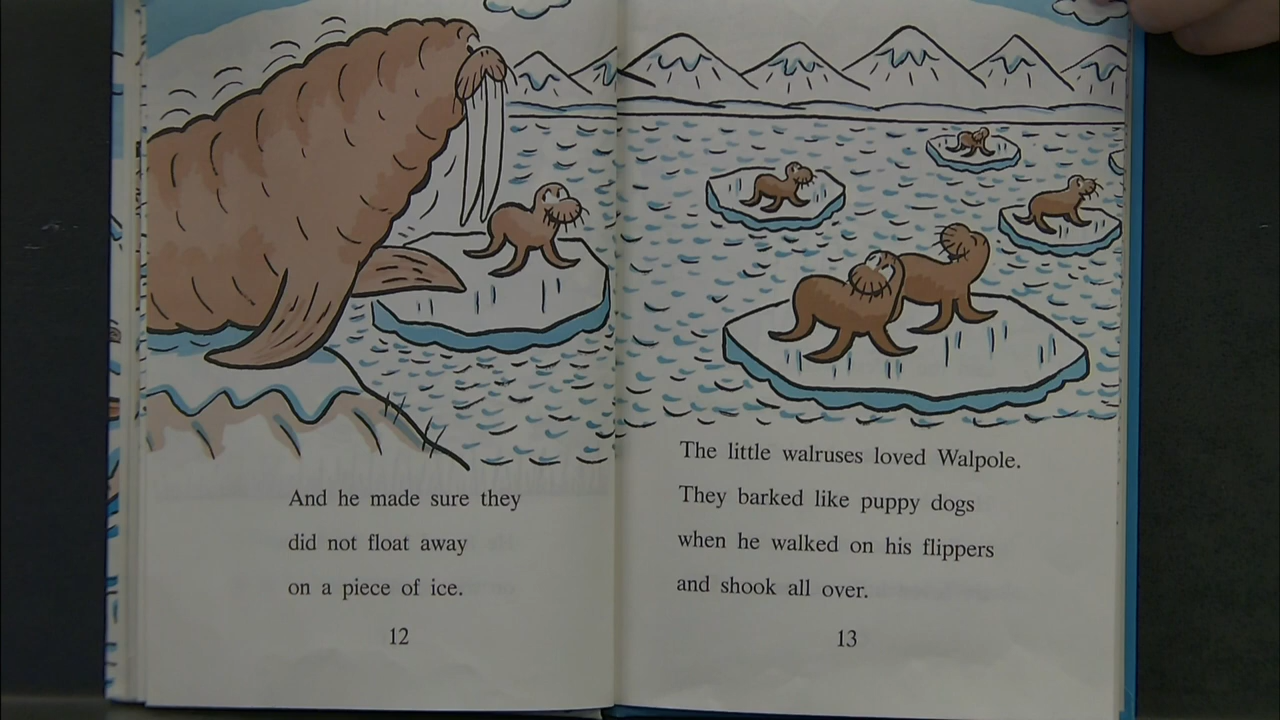 And he made sure they
did not float away
on a piece of ice.
12
The little walruses loved Walpole.
They barked like puppy dogs
when he walked on his flippers
and shook all over.
13